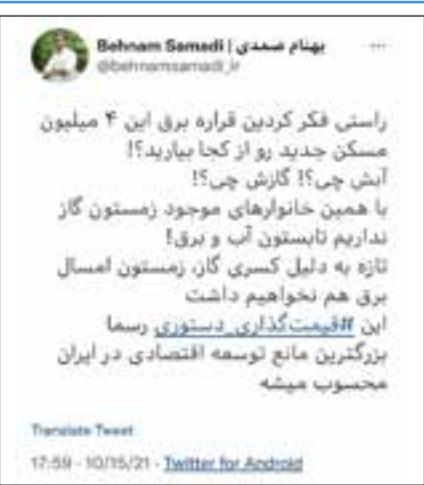 بهنام صمدی | Behnam Samadi
@behnamsamadi_ir
راستی فکر کردین قراره برق این ۴ میلیون
مسکن جدید رو از کجا بیارید؟!
آبش چی؟! گازش چی؟!
با همین خانوارهای موجود زمستون گاز
نداریم تابستون آب و برق!
تازه به دلیل کسری گاز، زمستون امسال
برق هم نخواهیم داشت
این #قیمت‌گذاری_دستوری رسما
بزرگترین مانع توسعه اقتصادی در ایران
محسوب میشه
Translate Tweet
17:59 - 10/15/21 - Twitter for Android